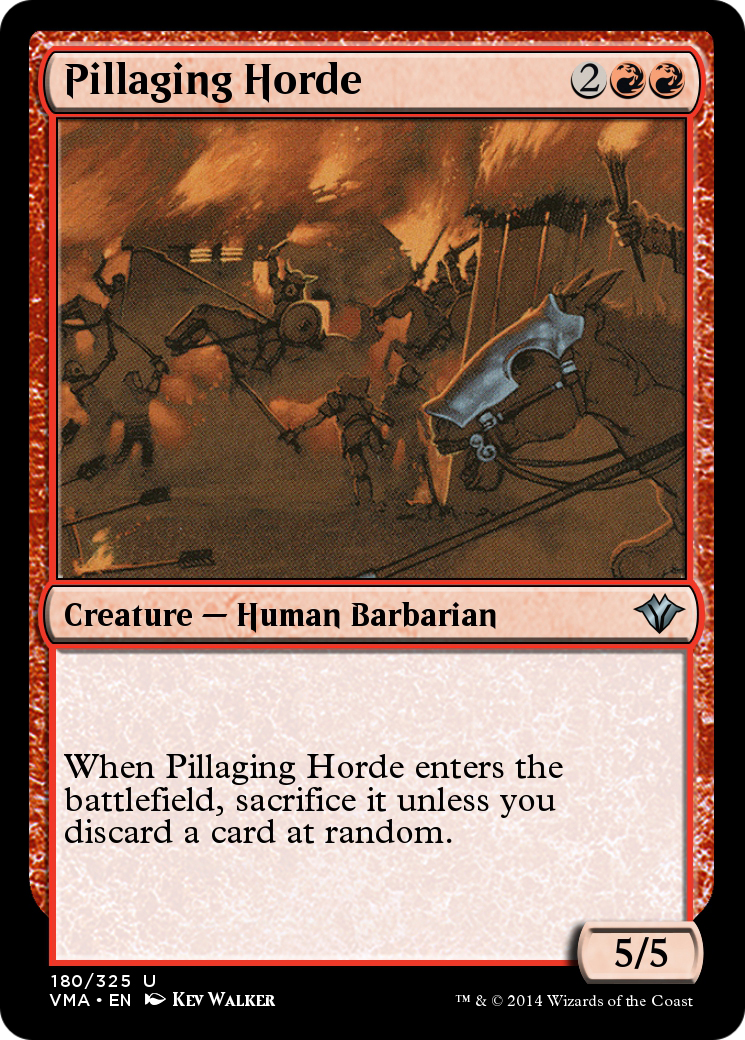 Pillaging Horde 2
Creature — Human Barbarian
When Pillaging Horde enters the
battlefield, sacrifice it unless you
discard a card at random.
5/5
180/325 U
VMA • EN Kev Walker ™ & © 2014 Wizards of the Coast